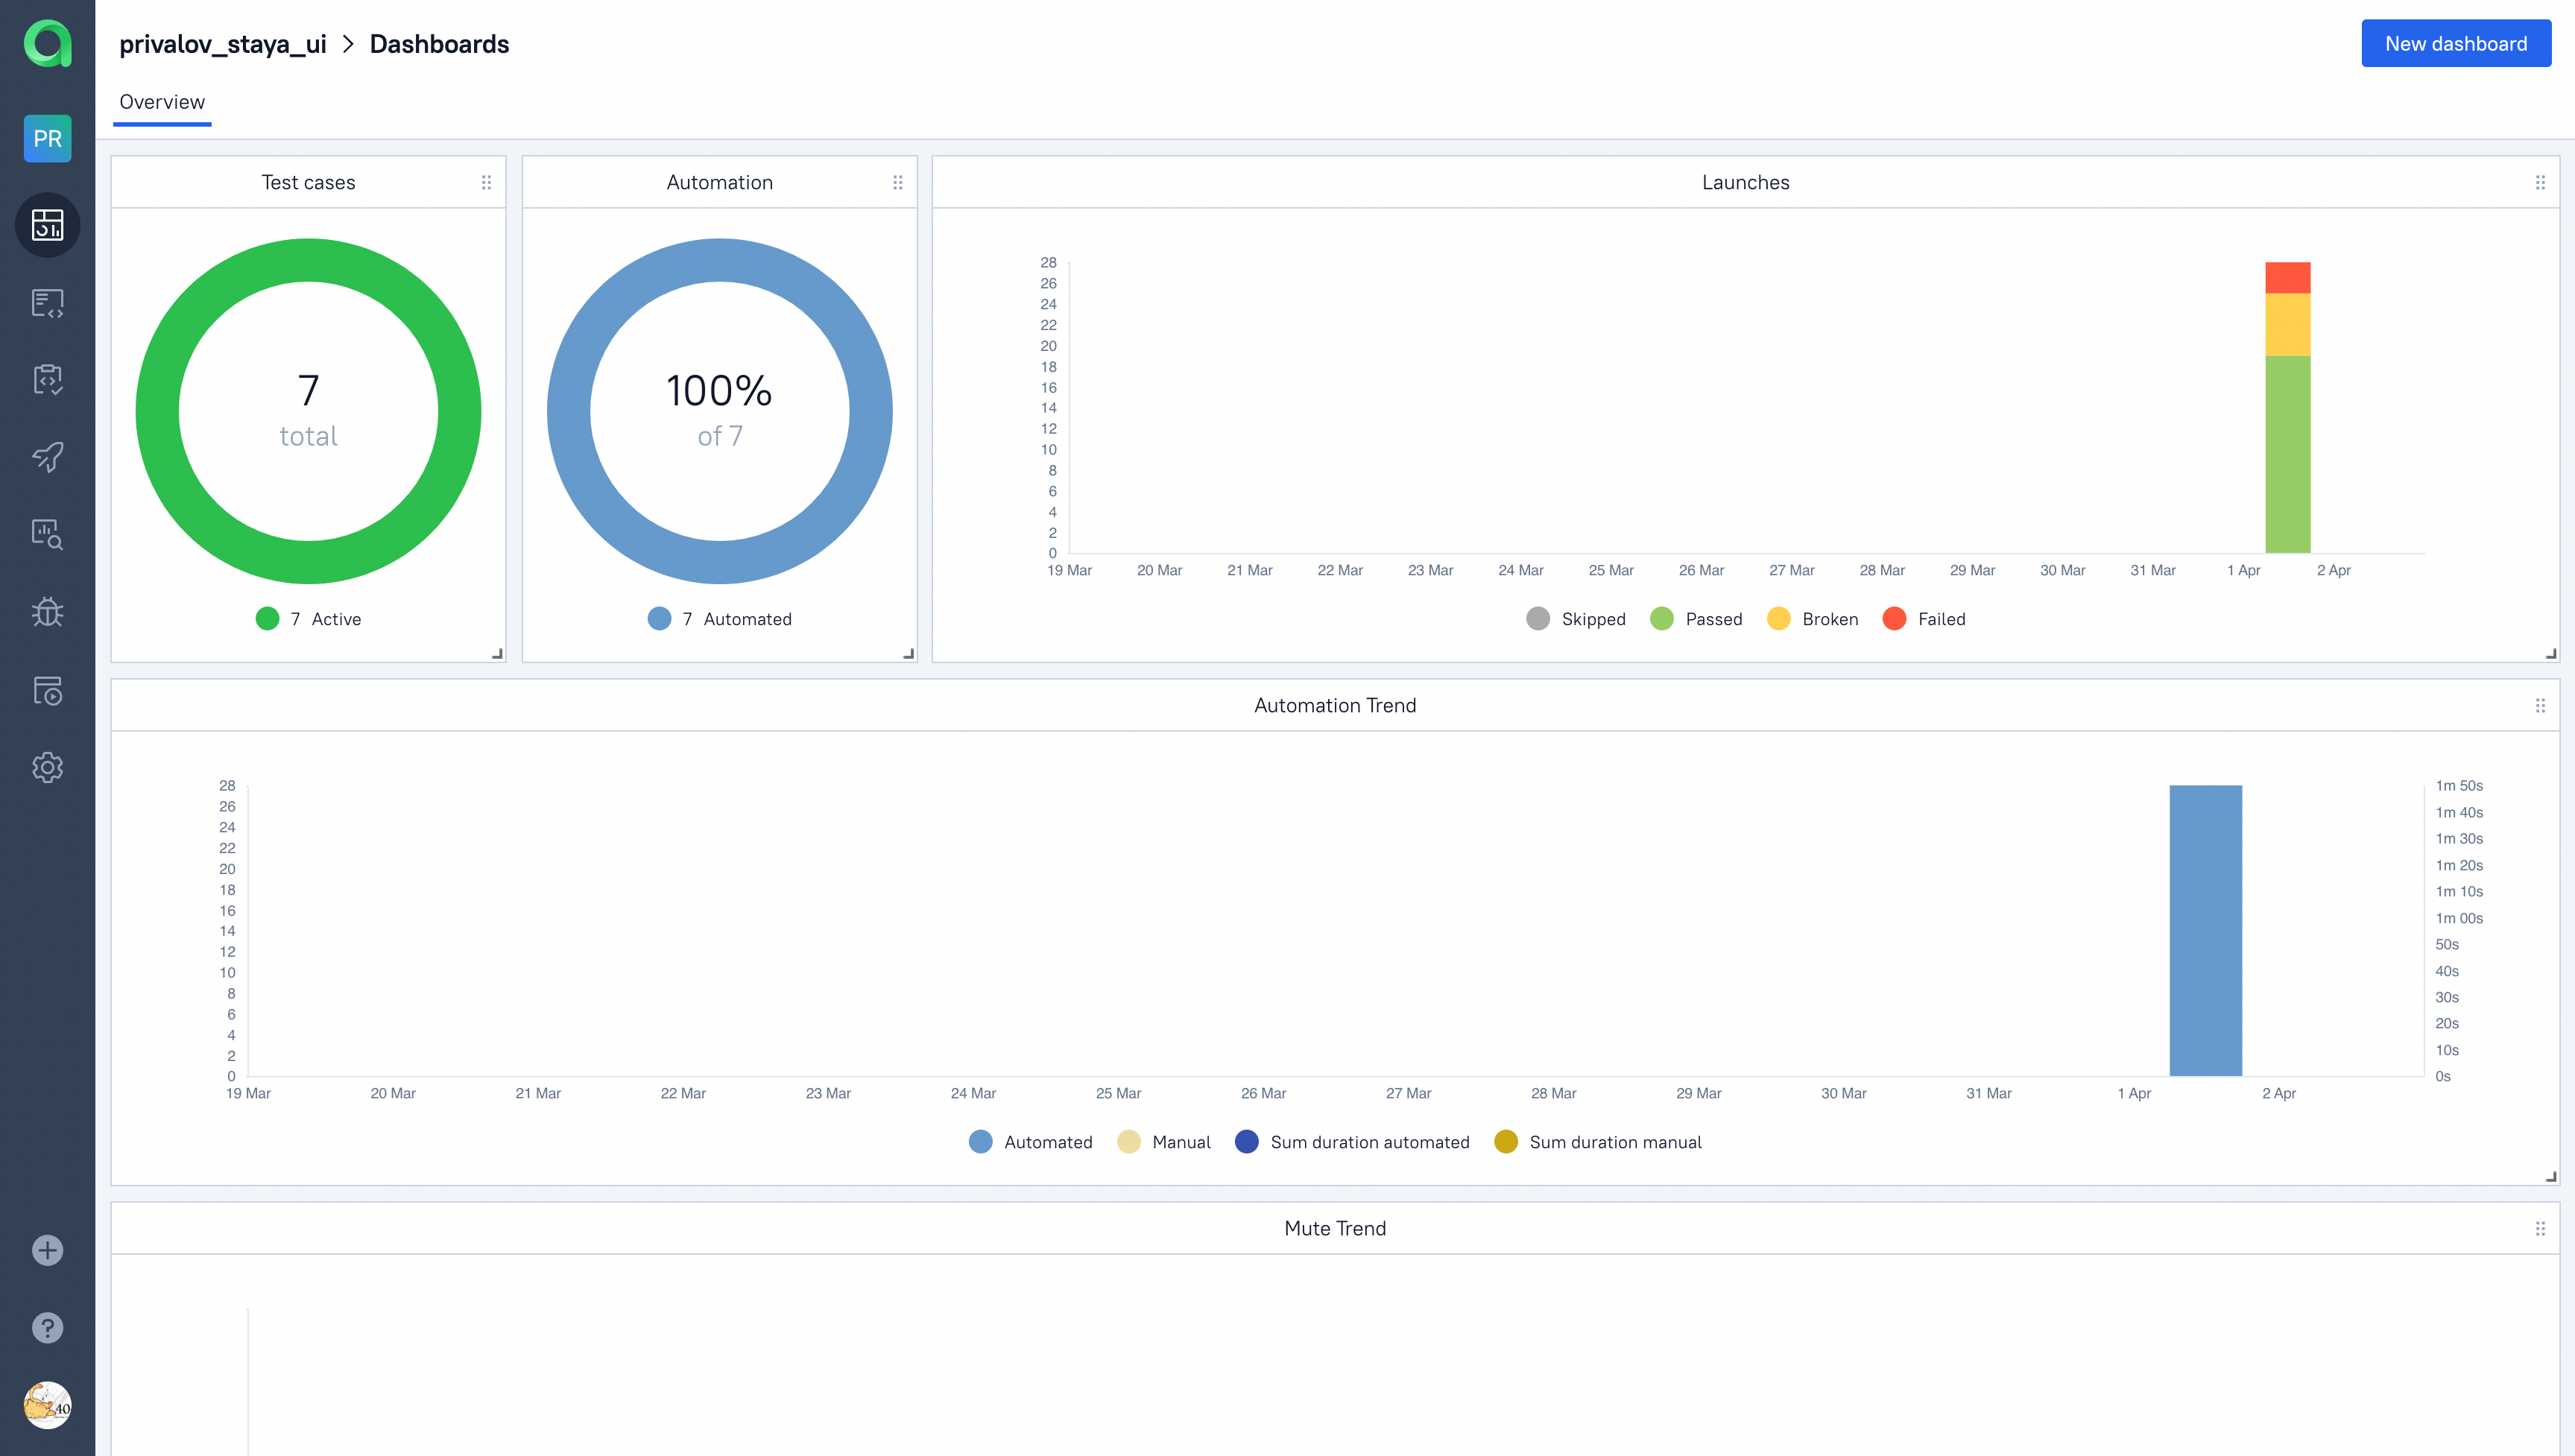 privalov_staya_ui > Dashboards
New dashboard
Overview
PR
Test cases
7
total
7 Active
Automation
100%
of 7
7 Automated
Launches
28
26
24
22
20
18
16
14
12
10
8
6
4
2
0
19 Mar 20 Mar 21 Mar 22 Mar 23 Mar 24 Mar 25 Mar 26 Mar 27 Mar 28 Mar 29 Mar 30 Mar 31 Mar 1 Apr 2 Apr
Skipped Passed Broken Failed
Automation Trend
28
26
24
22
20
18
16
14
12
10
8
6
4
2
0
1m 50s
1m 40s
1m 30s
1m 20s
1m 10s
1m 00s
50s
40s
30s
20s
10s
0s
19 Mar 20 Mar 21 Mar 22 Mar 23 Mar 24 Mar 25 Mar 26 Mar 27 Mar 28 Mar 29 Mar 30 Mar 31 Mar 1 Apr 2 Apr
Automated Manual Sum duration automated Sum duration manual
Mute Trend
?
40